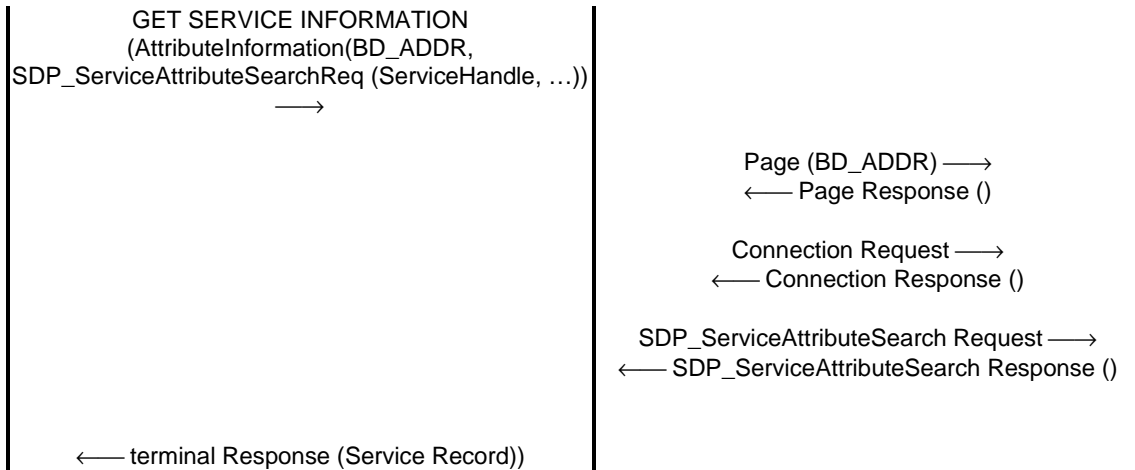 GET SERVICE INFORMATION
(AttributeInformation(BD_ADDR,
SDP_ServiceAttributeSearchReq (ServiceHandle, …))
⟶
Page (BD_ADDR) ⟶
⟵ Page Response ()
Connection Request ⟶
⟵ Connection Response ()
SDP_ServiceAttributeSearch Request ⟶
⟵ SDP_ServiceAttributeSearch Response ()
⟵ terminal Response (Service Record))